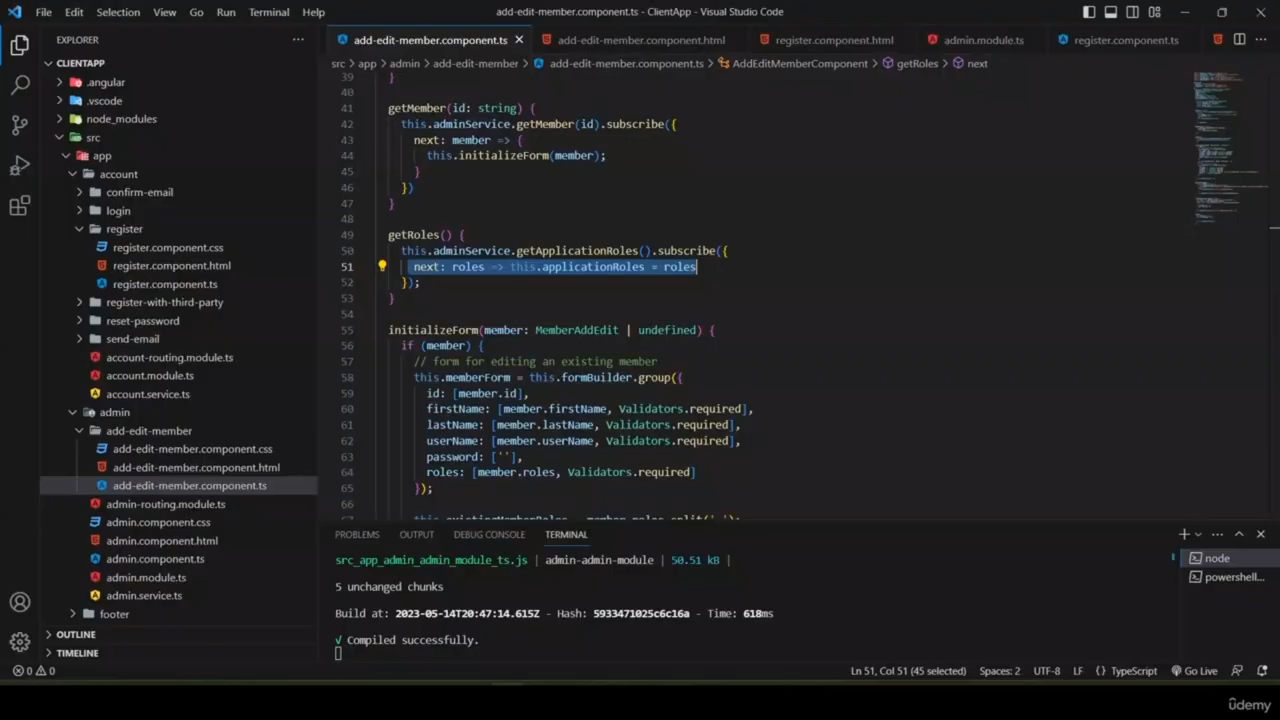 File Edit Selection View Go Run Terminal Help
add-edit-member.component.ts - ClientApp - Visual Studio Code
EXPLORER
CLIENTAPP
.angular
.vscode
node_modules
src
app
account
confirm-email
login
register
register.component.css
register.component.html
register.component.ts
register-with-third-party
reset-password
send-email
account-routing.module.ts
account.module.ts
account.service.ts
admin
add-edit-member
add-edit-member.component.css
add-edit-member.component.html
add-edit-member.component.ts
admin-routing.module.ts
admin.component.css
admin.component.html
admin.component.ts
admin.module.ts
admin.service.ts
footer
OUTLINE
TIMELINE
add-edit-member.component.ts add-edit-member.component.html register.component.html admin.module.ts register.component.ts
src > app > admin > add-edit-member > add-edit-member.component.ts > AddEditMemberComponent > getRoles > next
39 }
40
41 getMember(id: string) {
42 this.adminService.getMember(id).subscribe({
43 next: member => {
44 this.initializeForm(member);
45 }
46 })
47 }
48
49 getRoles() {
50 this.adminService.getApplicationRoles().subscribe({
51 next: roles => this.applicationRoles = roles
52 });
53 }
54
55 initializeForm(member: MemberAddEdit | undefined) {
56 if (member) {
57 // form for editing an existing member
58 this.memberForm = this.formBuilder.group({
59 id: [member.id],
60 firstName: [member.firstName, Validators.required],
61 lastName: [member.lastName, Validators.required],
62 userName: [member.userName, Validators.required],
63 password: [''],
64 roles: [member.roles, Validators.required]
65 });
66
67 this.existingMemberRoles = member.roles.split(',');
PROBLEMS OUTPUT DEBUG CONSOLE TERMINAL
src_app_admin_admin_module_ts.js | admin-admin-module | 50.51 kB |
5 unchanged chunks
Build at: 2023-05-14T20:47:14.615Z - Hash: 5933471025c6c16a - Time: 618ms
√ Compiled successfully.
node
powershell...
0 0 Ln 51, Col 51 (45 selected) Spaces: 2 UTF-8 LF {} TypeScript Go Live
ûdemy